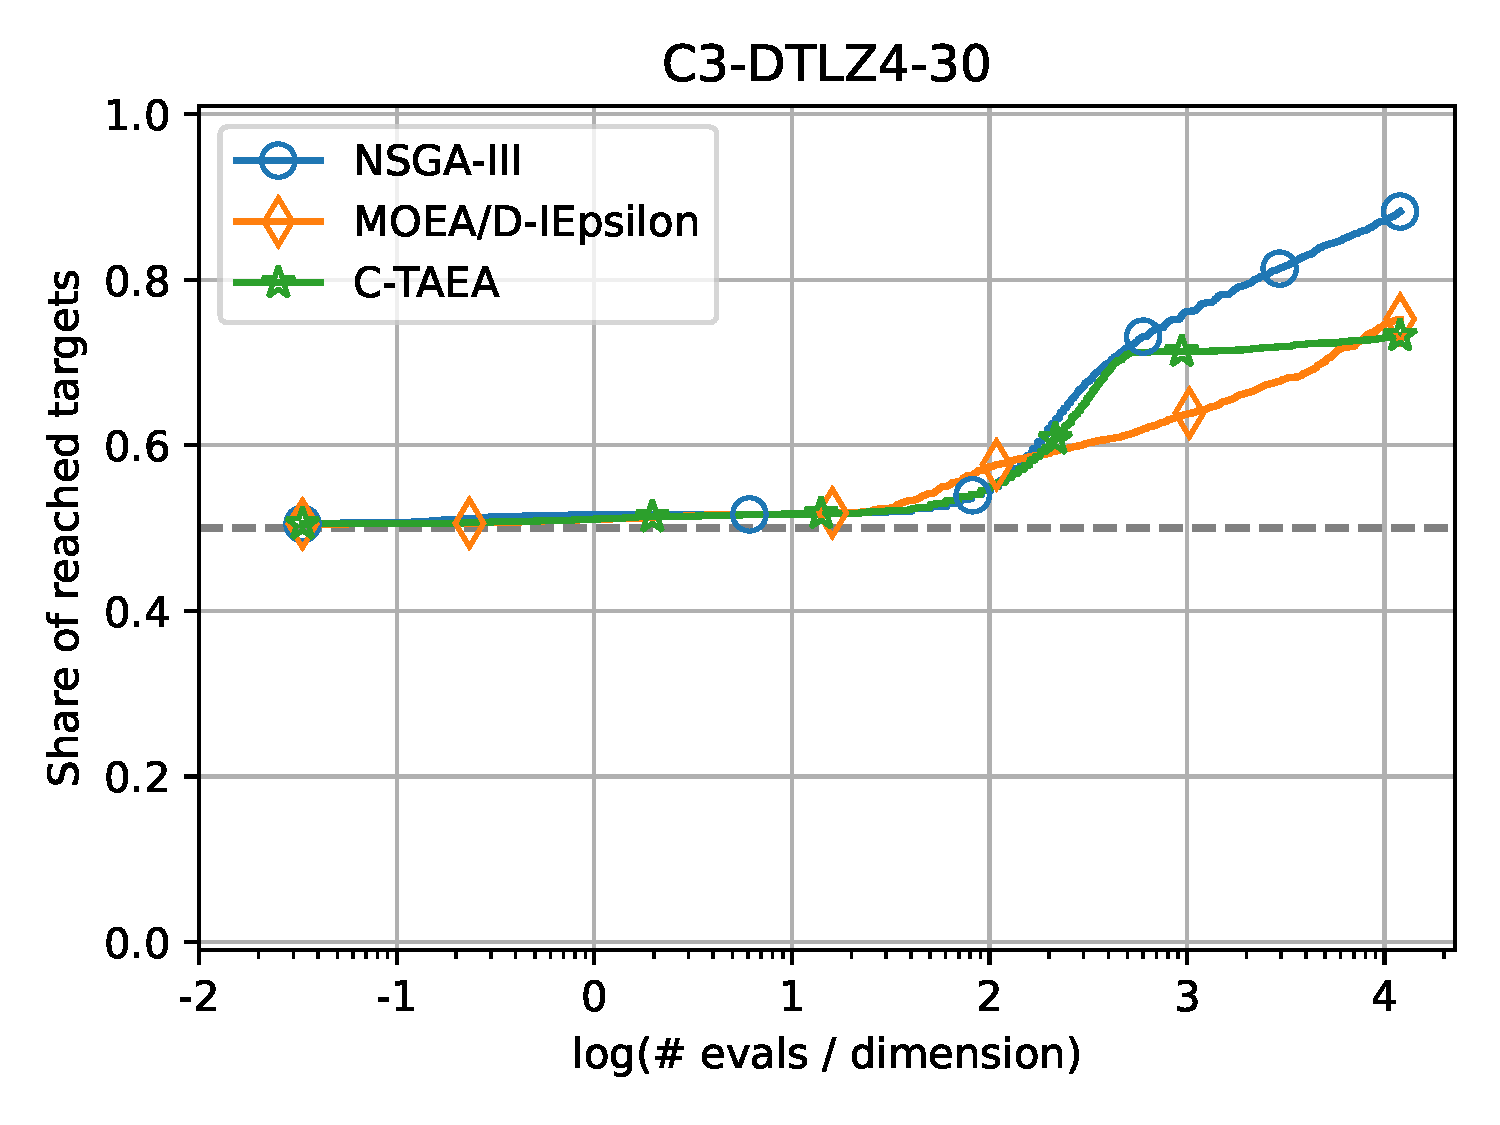 C3-DTLZ4-30
NSGA-III
MOEA/D-IEpsilon
C-TAEA
Share of reached targets
1.0
0.8
0.6
0.4
0.2
0.0
-2 -1 0 1 2 3 4
log(# evals / dimension)